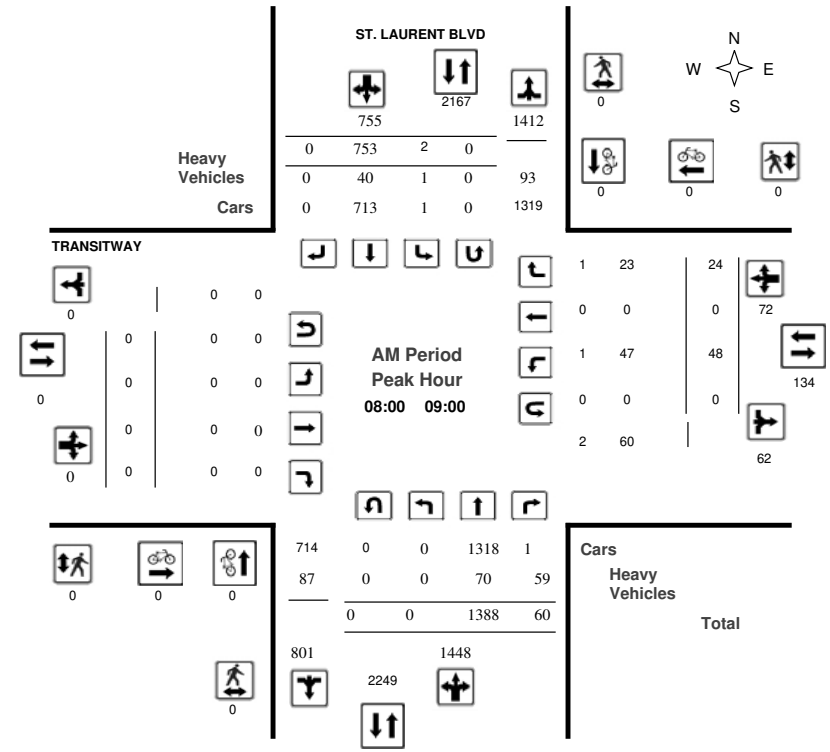 ST. LAURENT BLVD
N
W E
S
2167
0
755 1412
0 753 2 0
Heavy
Vehicles
0 40 1 0 93
Cars
0 713 1 0 1319
0 0 0
TRANSITWAY
1 23 24
0 0
0
0 0 0
72
0 0 0
AM Period
Peak Hour
08:00 09:00
1 47 48
134
0 0 0
0
0 0 0
0 0 0
2 60
0
62
0 0 0
714 0 0 1318 1
Cars
87 0 0 70 59
Heavy
Vehicles
0 0 0
0 0 1388 60
Total
801 1448
2249
0